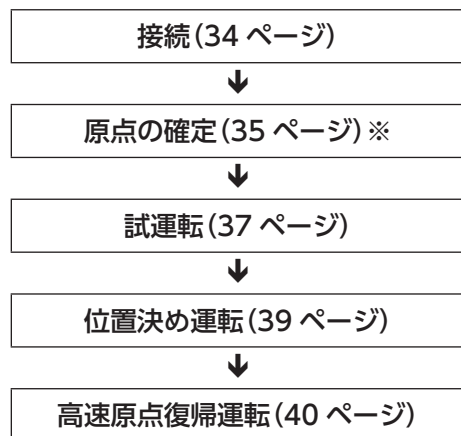 接続(34 ページ)
↓
原点の確定(35 ページ)※
↓
試運転(37 ページ)
↓
位置決め運転(39 ページ)
↓
高速原点復帰運転(40 ページ)